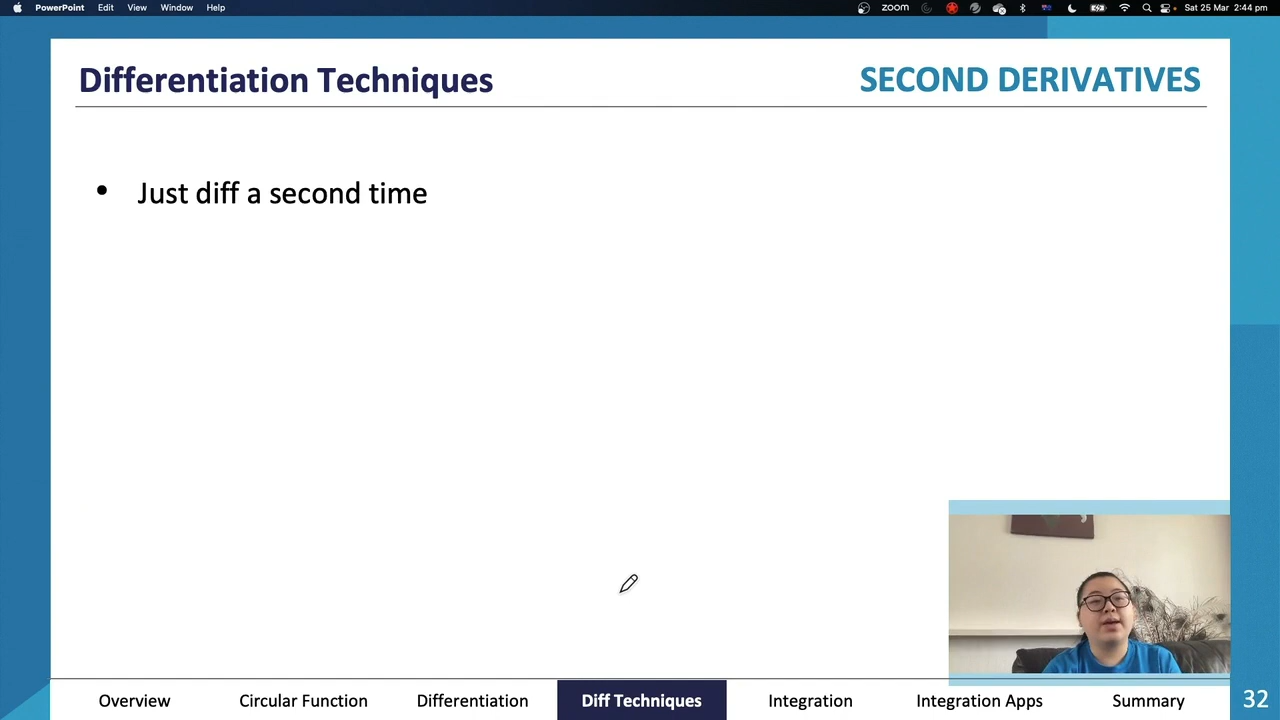 PowerPoint Edit View Window Help zoom Sat 25 Mar 2:44 pm
Differentiation Techniques SECOND DERIVATIVES
• Just diff a second time
Overview Circular Function Differentiation Diff Techniques Integration Integration Apps Summary 32